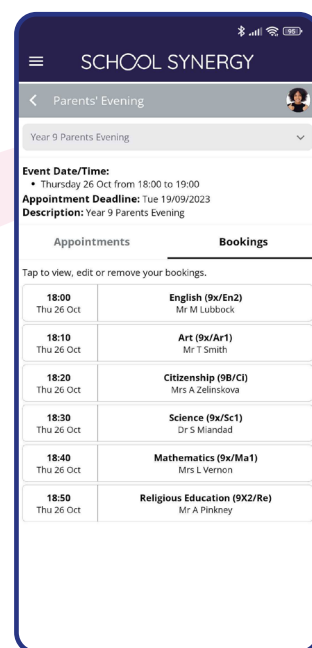 95
SCHOOL SYNERGY
Parents' Evening
Year 9 Parents Evening
Event Date/Time:
• Thursday 26 Oct from 18:00 to 19:00
Appointment Deadline: Tue 19/09/2023
Description: Year 9 Parents Evening
Appointments Bookings
Tap to view, edit or remove your bookings.
18:00 English (9x/En2)
Thu 26 Oct Mr M Lubbock
18:10 Art (9x/Ar1)
Thu 26 Oct Mr T Smith
18:20 Citizenship (9B/Ci)
Thu 26 Oct Mrs A Zelinskova
18:30 Science (9x/Sc1)
Thu 26 Oct Dr S Miandad
18:40 Mathematics (9x/Ma1)
Thu 26 Oct Mrs L Vernon
18:50 Religious Education (9X2/Re)
Thu 26 Oct Mr A Pinkney